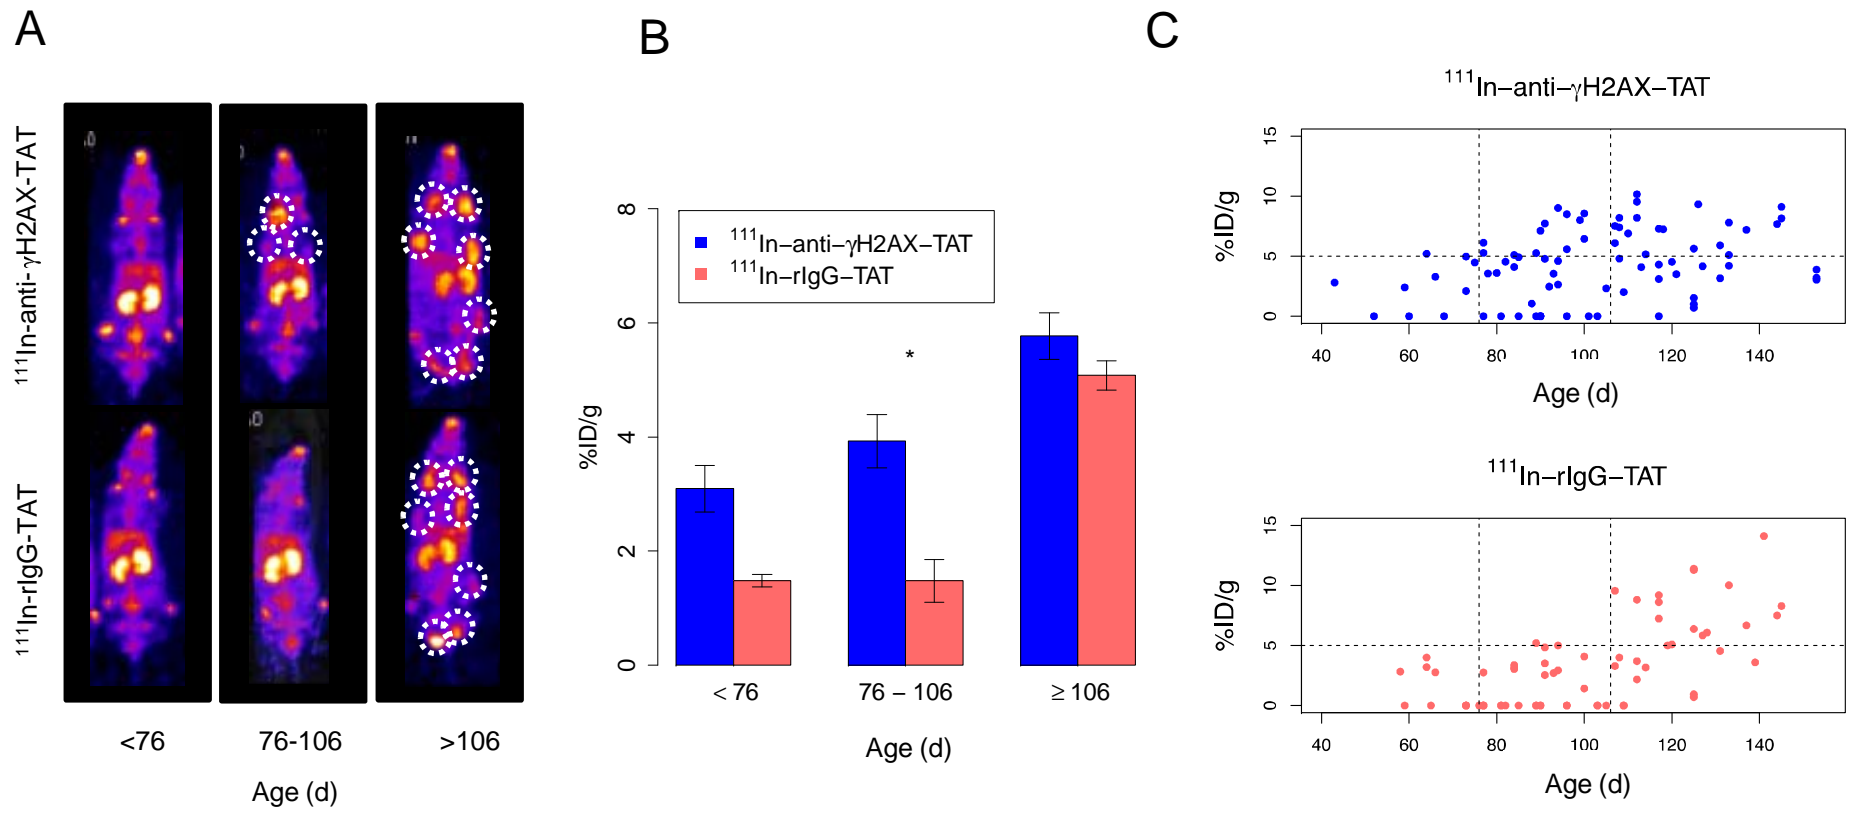 A
B
C
111In-anti-γH2AX-TAT
111In-rIgG-TAT
<76
76-106
>106
Age (d)
%ID/g
8
6
4
2
0
111In−anti−γH2AX−TAT
111In−rIgG−TAT
*
< 76
76 − 106
≥ 106
Age (d)
111In−anti−γH2AX−TAT
%ID/g
15
10
5
0
40 60 80 100 120 140
Age (d)
111In−rIgG−TAT
%ID/g
15
10
5
0
40 60 80 100 120 140
Age (d)